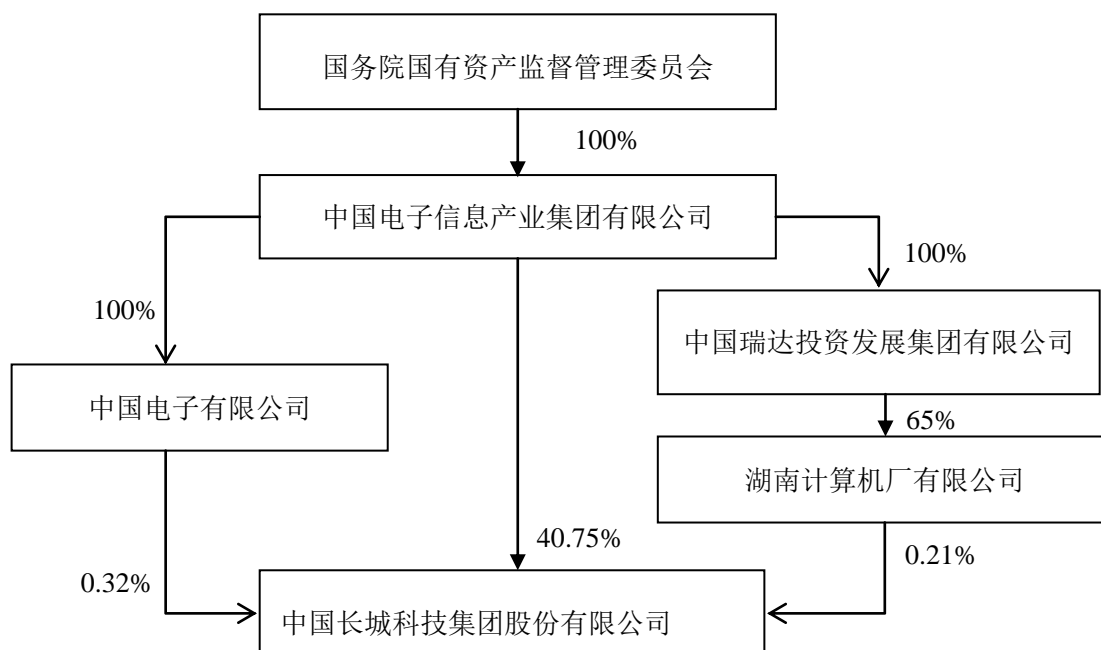 国务院国有资产监督管理委员会
100%
中国电子信息产业集团有限公司
100%
100%
中国瑞达投资发展集团有限公司
中国电子有限公司
65%
湖南计算机厂有限公司
40.75%
0.21%
0.32%
中国长城科技集团股份有限公司